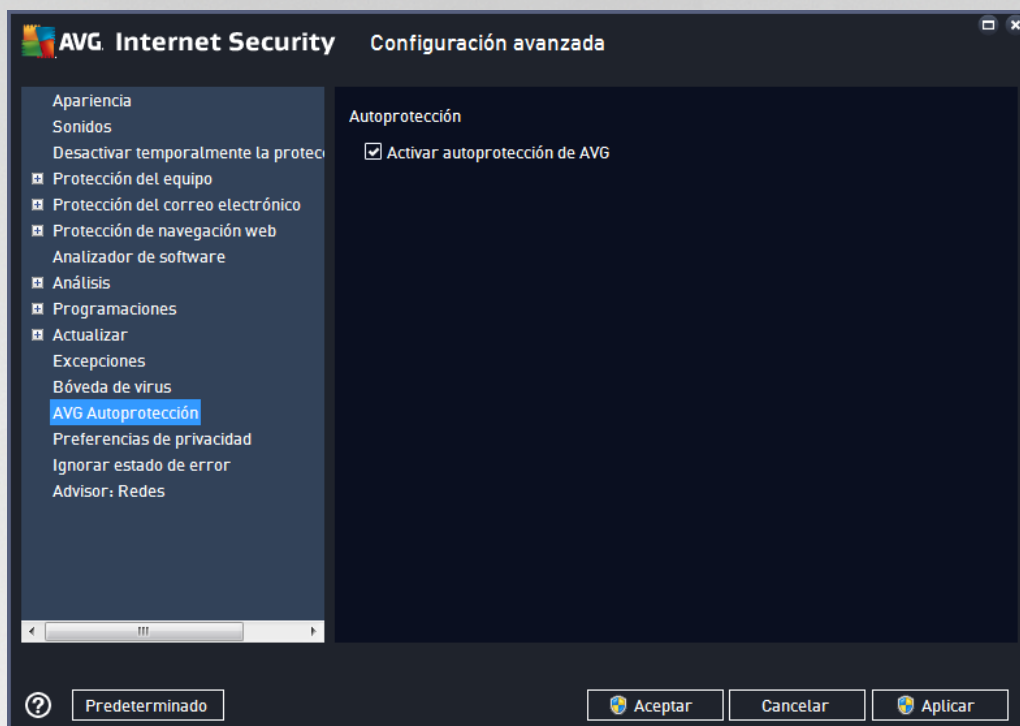 AVG. Internet Security
Configuración avanzada
Apariencia
Sonidos
Desactivar temporalmente la protec
Protección del equipo
Protección del correo electrónico
Protección de navegación web
Analizador de software
Análisis
Programaciones
Actualizar
Excepciones
Bóveda de virus
AVG Autoprotección
Preferencias de privacidad
Ignorar estado de error
Advisor: Redes
Autoprotección
Activar autoprotección de AVG
?
Predeterminado
Aceptar
Cancelar
Aplicar